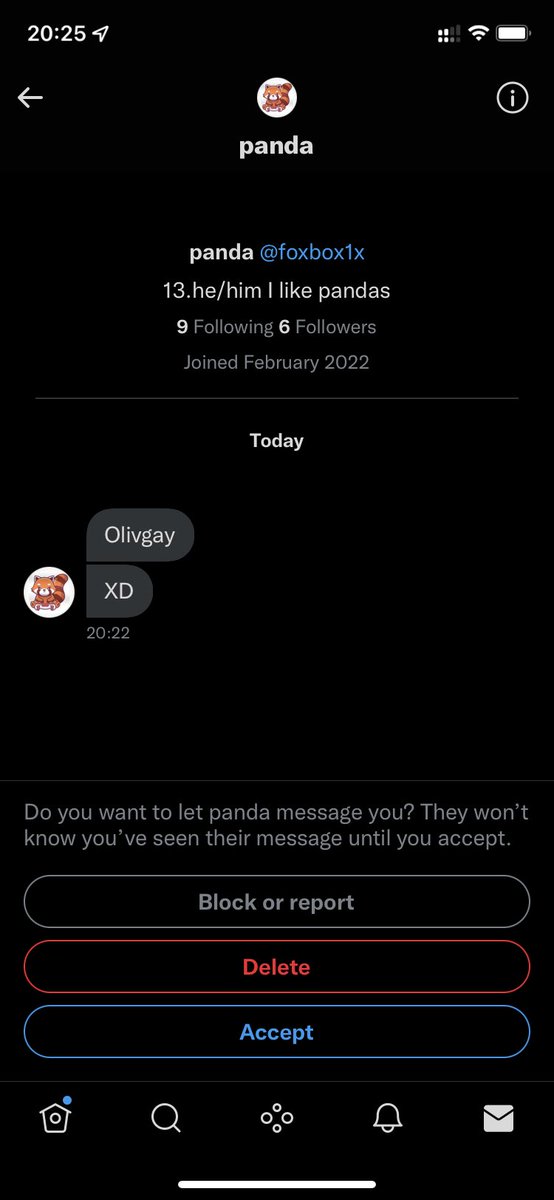 20:25
panda
panda @foxbox1x
13.he/him I like pandas
9 Following 6 Followers
Joined February 2022
Today
Olivgay
XD
20:22
Do you want to let panda message you? They won’t
know you’ve seen their message until you accept.
Block or report
Delete
Accept